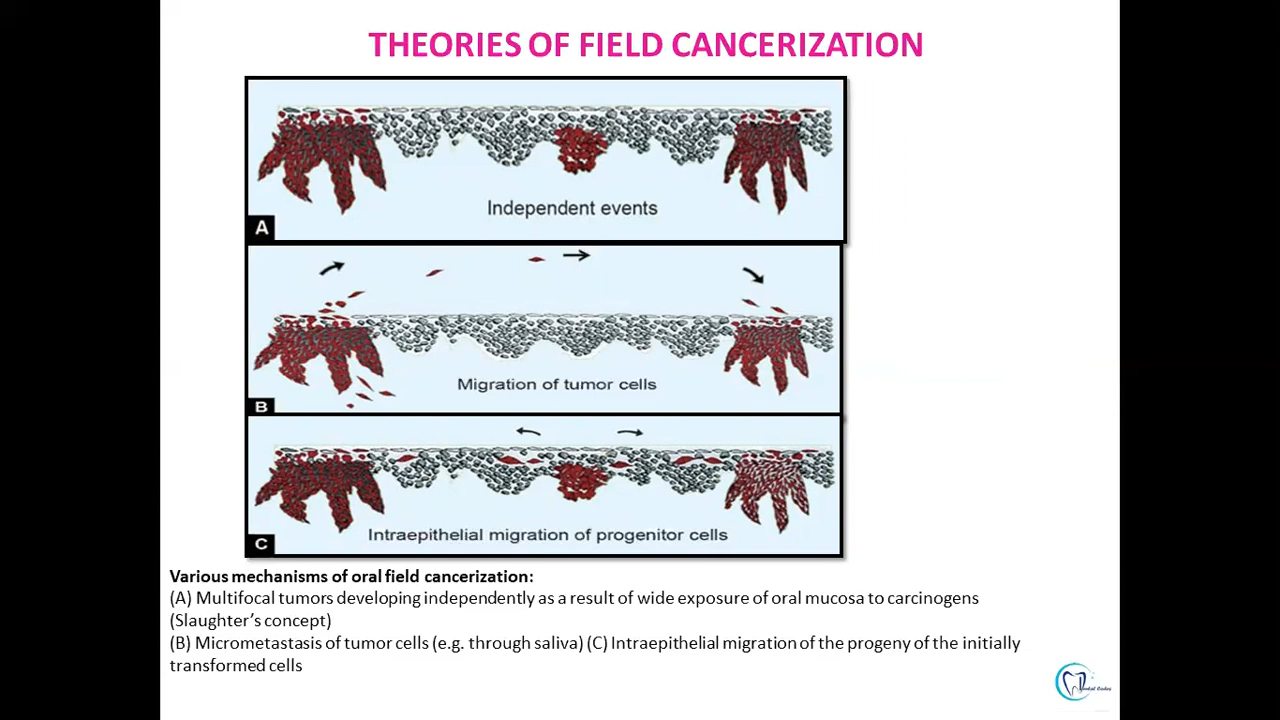 THEORIES OF FIELD CANCERIZATION
Independent events
A
Migration of tumor cells
B
Intraepithelial migration of progenitor cells
C
Various mechanisms of oral field cancerization:
(A) Multifocal tumors developing independently as a result of wide exposure of oral mucosa to carcinogens
(Slaughter’s concept)
(B) Micrometastasis of tumor cells (e.g. through saliva) (C) Intraepithelial migration of the progeny of the initially
transformed cells